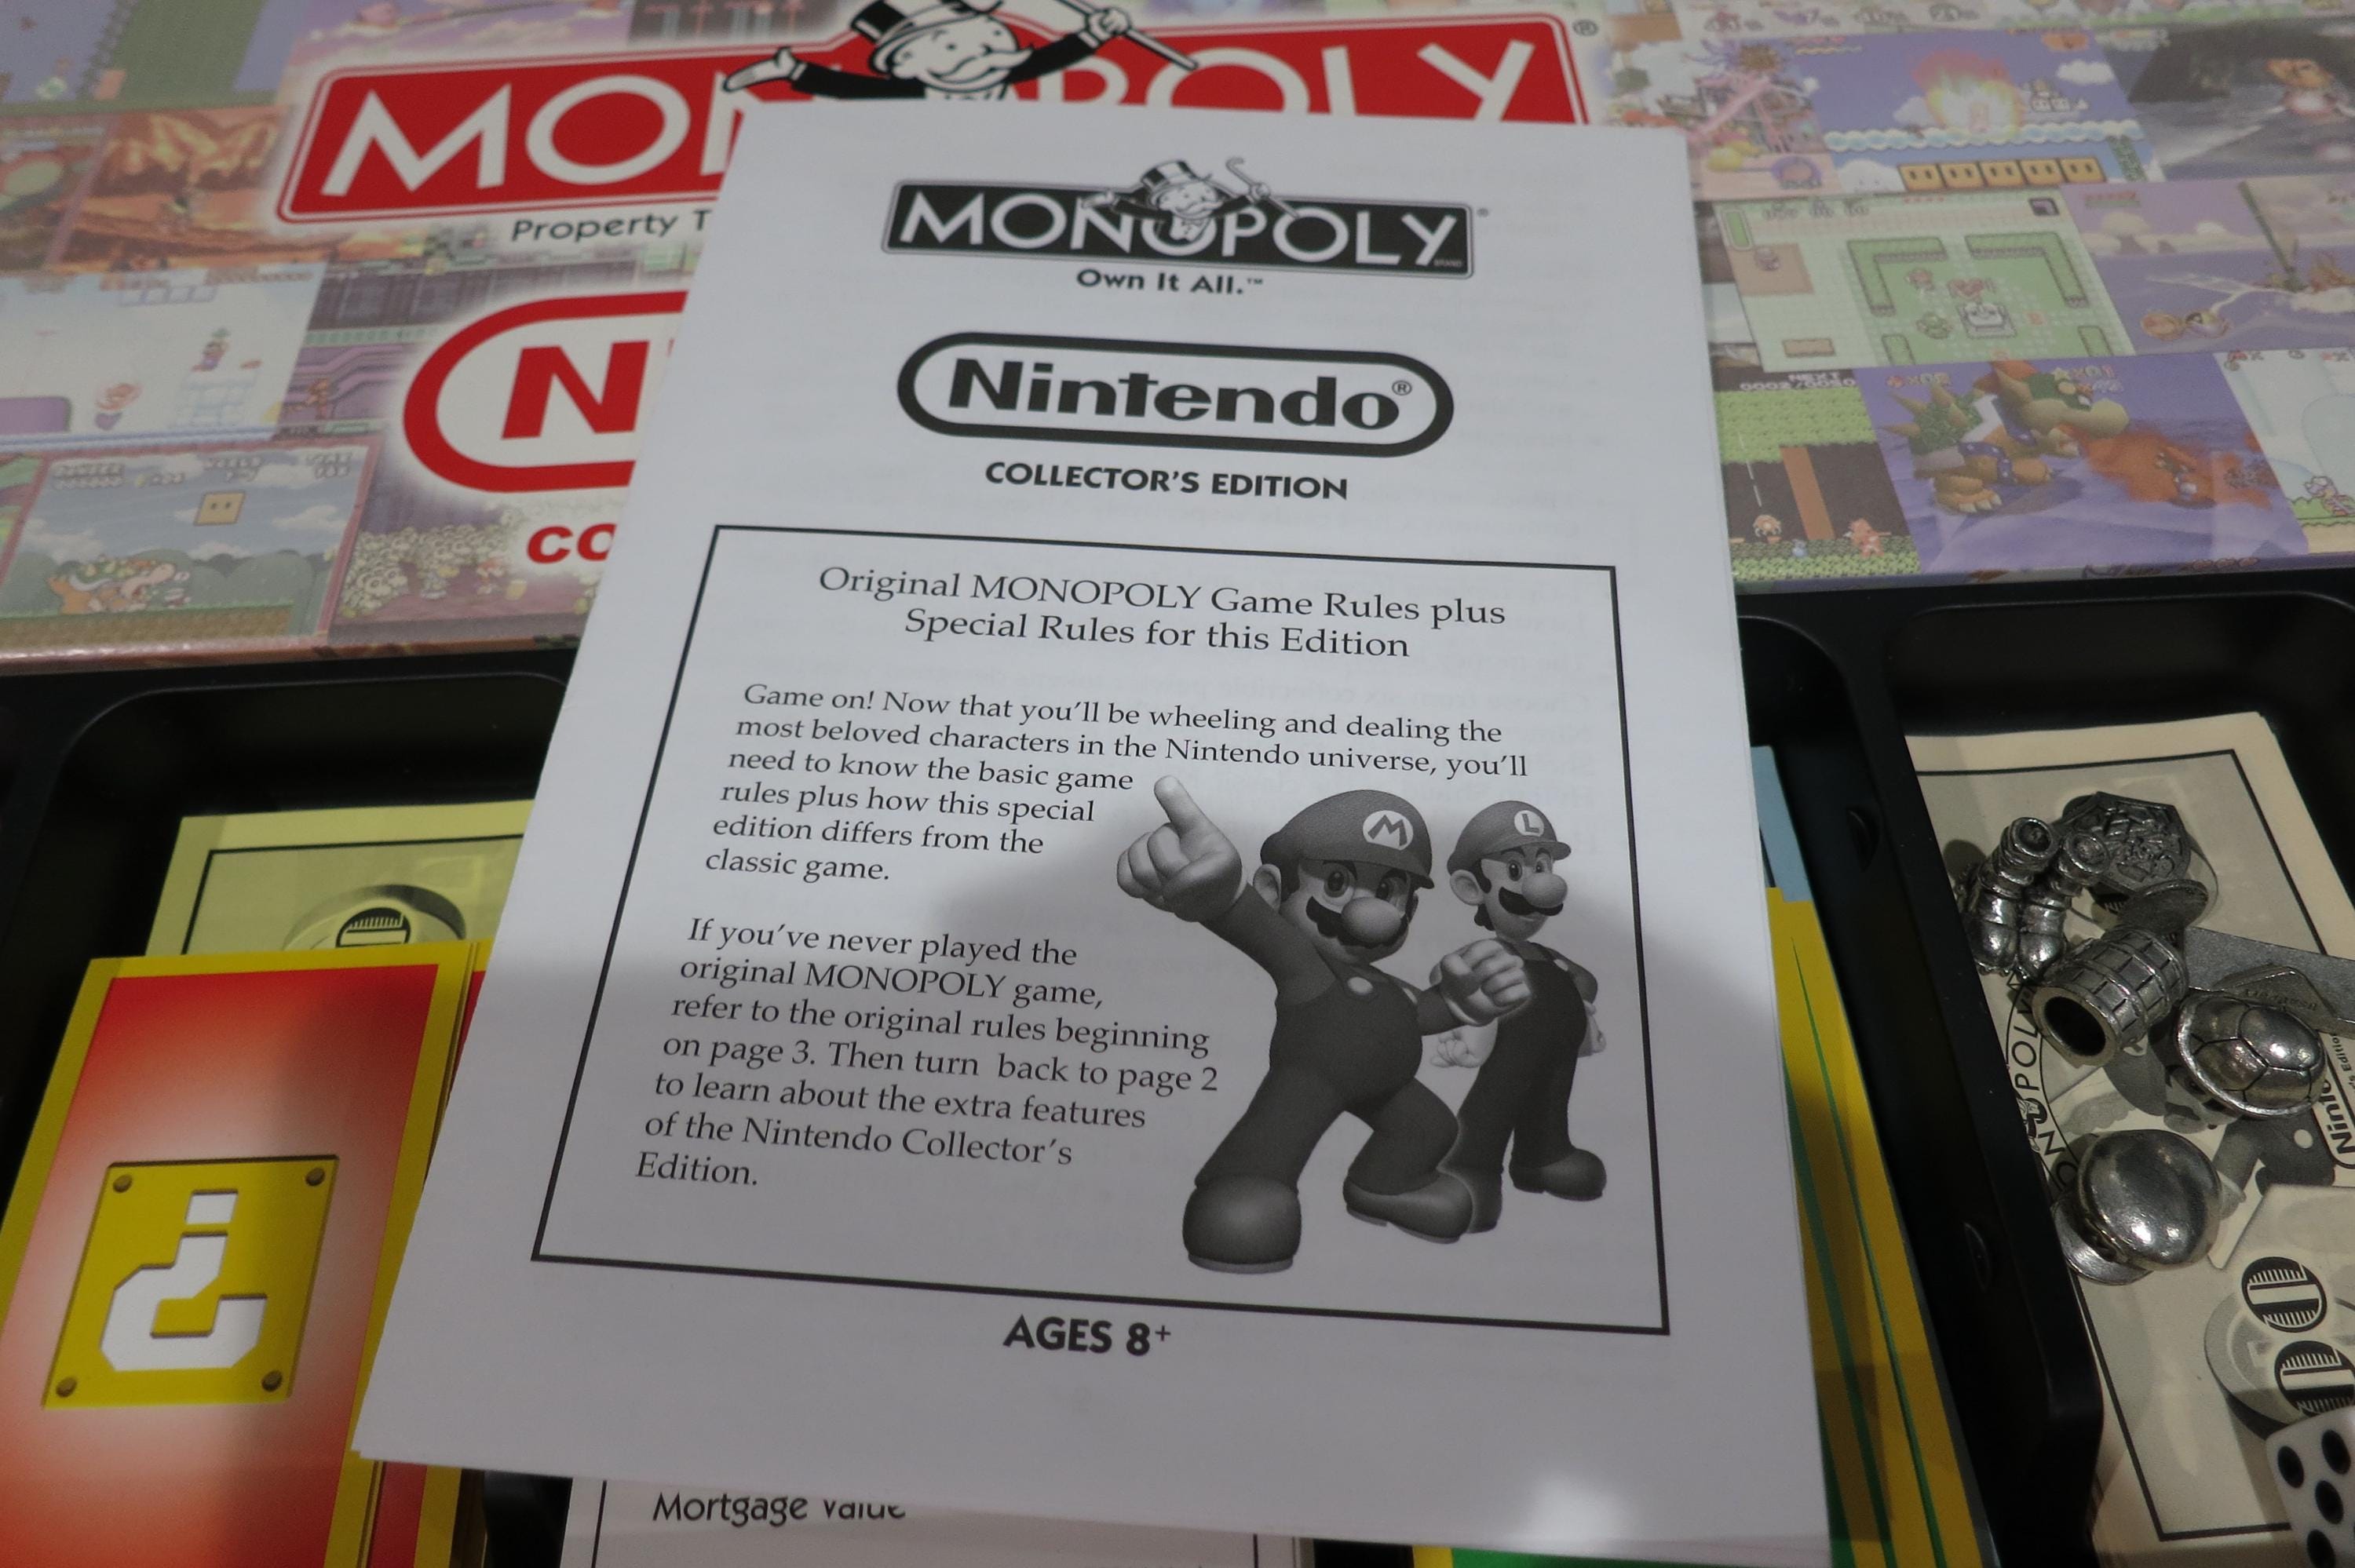 MONOPOLY
®
Property T
N
CO
MONOPOLY®
BRAND
Own It All.™
Nintendo®
COLLECTOR'S EDITION
Original MONOPOLY Game Rules plus
Special Rules for this Edition
Game on! Now that you'll be wheeling and dealing the
most beloved characters in the Nintendo universe, you'll
need to know the basic game
rules plus how this special
edition differs from the
classic game.
If you've never played the
original MONOPOLY game,
refer to the original rules beginning
on page 3. Then turn back to page 2
to learn about the extra features
of the Nintendo Collector's
Edition.
M
L
AGES 8+
?
Mortgage Value